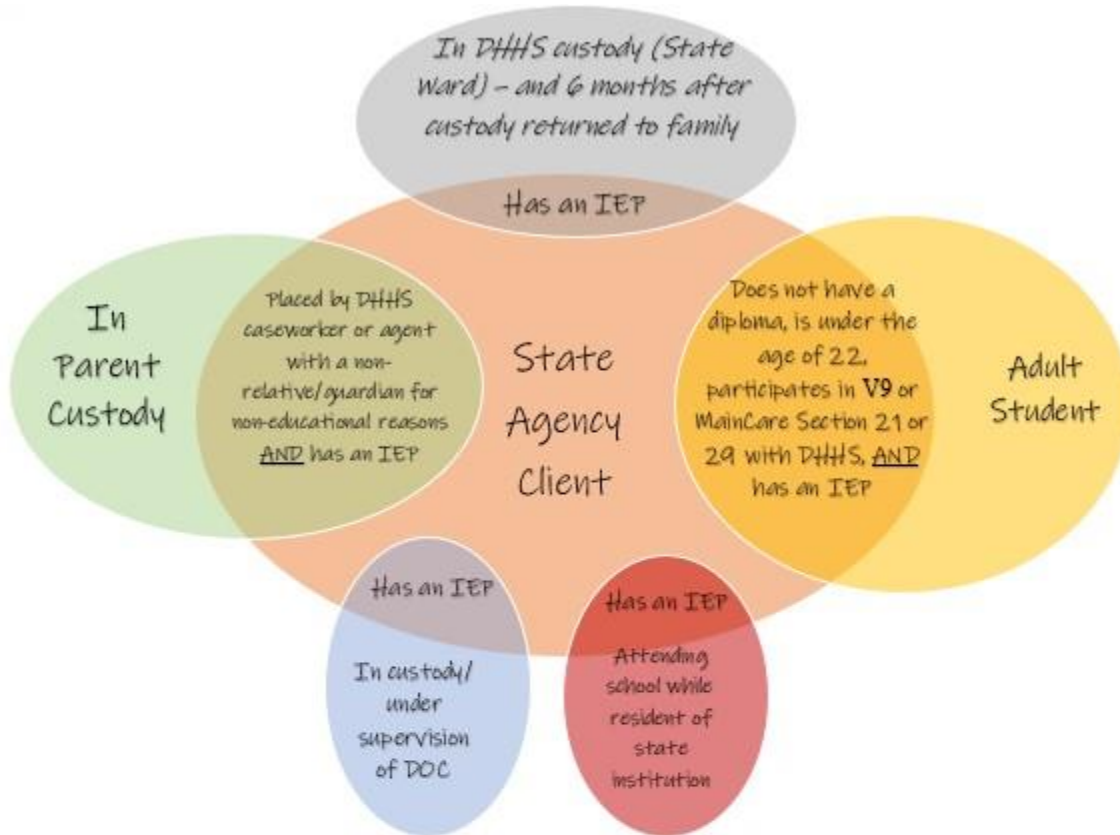 In DHHS custody (State
Ward) – and 6 months after
custody returned to family
Has an IEP
In
Parent
Custody
Placed by DHHS
caseworker or agent
with a non-
relative/guardian for
non-educational reasons
AND has an IEP
State
Agency
Client
Does not have a
diploma, is under the
age of 22,
participates in V9 or
MainCare Section 21 or
29 with DHHS, AND
has an IEP
Adult
Student
Has an IEP
In custody/
under
supervision
of DOC
Has an IEP
Attending
school while
resident of
state
institution